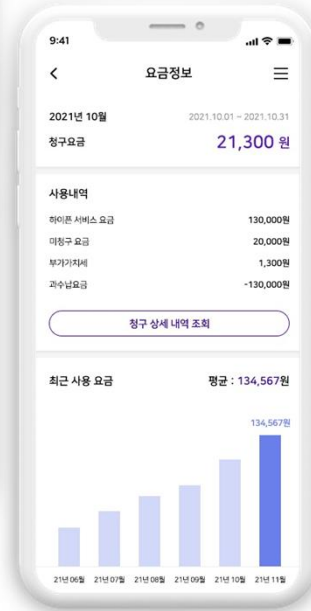 9:41
요금정보
2021년 10월 2021.10.01 ~ 2021.10.31
청구요금 21,300 원
사용내역
하이픈 서비스 요금 130,000원
미청구 요금 20,000원
부가가치세 1,300원
과수납요금 -130,000원
청구 상세 내역 조회
최근 사용 요금 평균 : 134,567원
134,567원
21년 06월 21년 07월 21년 08월 21년 09월 21년 10월 21년 11월